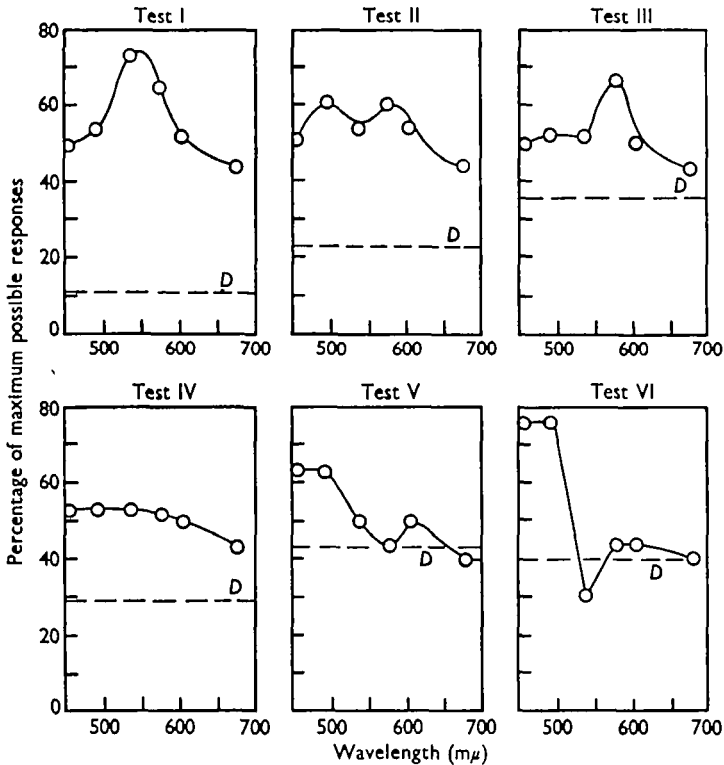 Test I Test II Test III
80
60
40
20
0
D D D
500 600 700 500 600 700 500 600 700
Percentage of maximum possible responses
Test IV Test V Test VI
80
60
40
20
0
D D D
500 600 700 500 600 700 500 600 700
Wavelength (mμ)